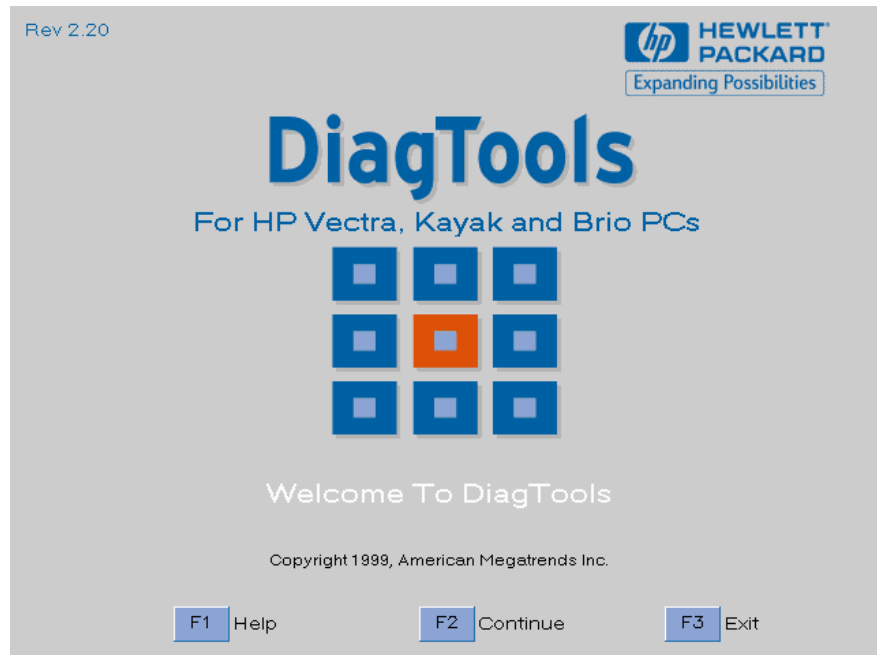 Rev 2.20
hp HEWLETT
PACKARD
Expanding Possibilities
DiagTools
For HP Vectra, Kayak and Brio PCs
Welcome To DiagTools
Copyright 1999, American Megatrends Inc.
F1 Help F2 Continue F3 Exit